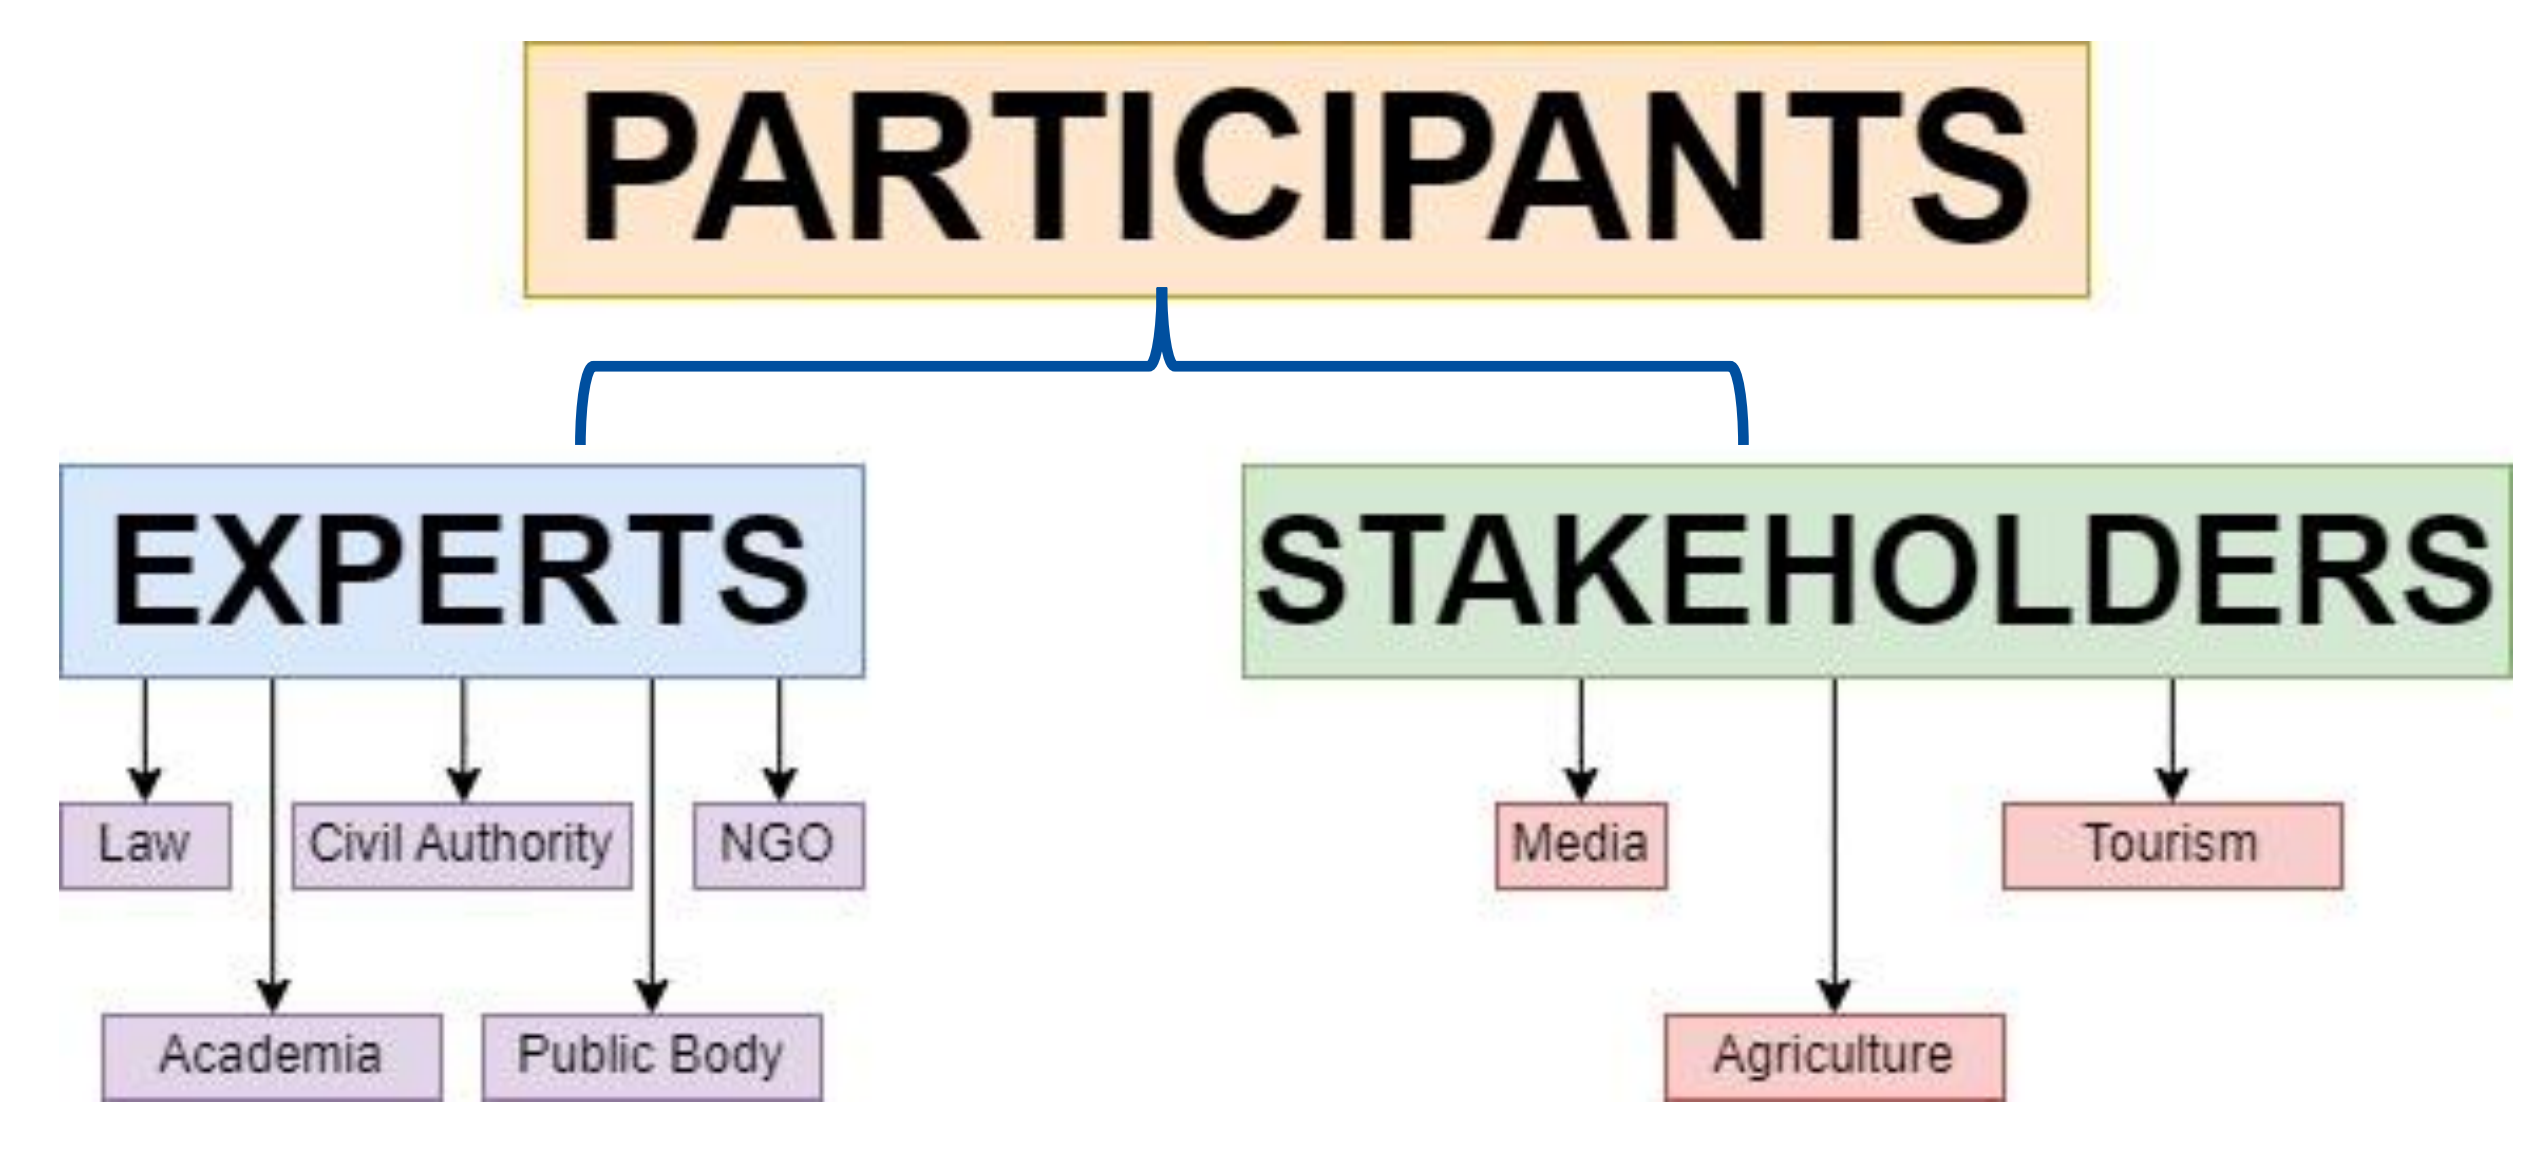 PARTICIPANTS
EXPERTS
STAKEHOLDERS
Law
Civil Authority
NGO
Media
Tourism
Academia
Public Body
Agriculture